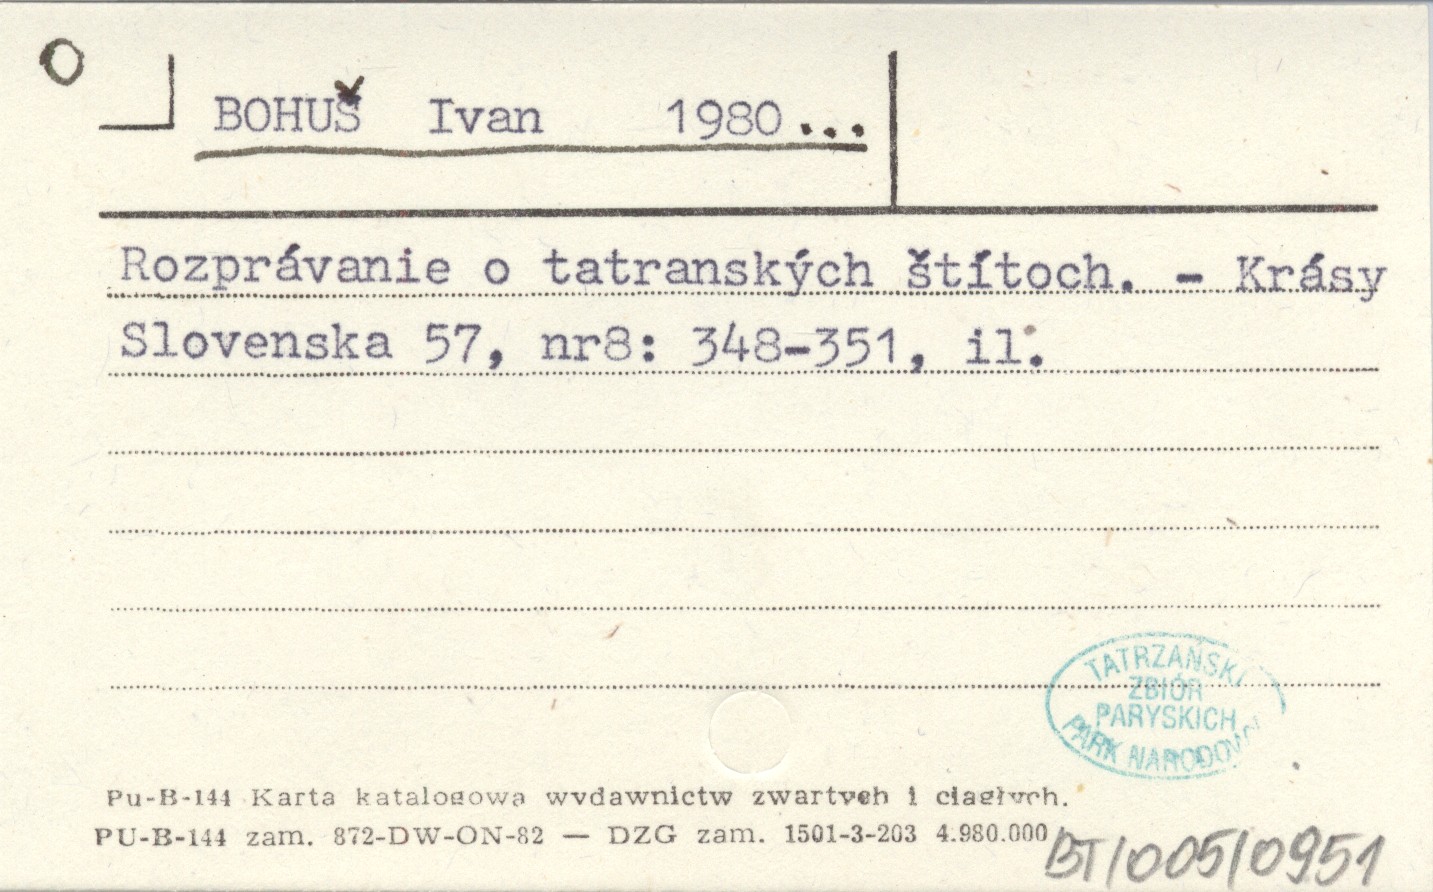 O
BOHUŠ Ivan 1980...
Rozprávanie o tatranských štítoch. - Krásy
Slovenska 57, nr8: 348-351, il.
TATRZAŃSKI
ZBIÓR
PARYSKICH
PARK NARODOWY
Pu-B-144 Karta katalogowa wydawnictw zwartych i ciągłych.
PU-B-144 zam. 872-DW-ON-82 — DZG zam. 1501-3-203 4.980.000
BT/005/0951